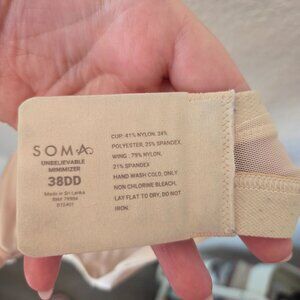 SOMA
UNBELIEVABLE
MINIMIZER
38DD
Made in Sri Lanka
CUP: 41% NYLON, 34%
POLYESTER, 25% SPANDEX.
WING: 79% NYLON,
21% SPANDEX
HAND WASH COLD, ONLY
NON CHLORINE BLEACH,
LAY FLAT TO DRY, DO NOT
IRON.